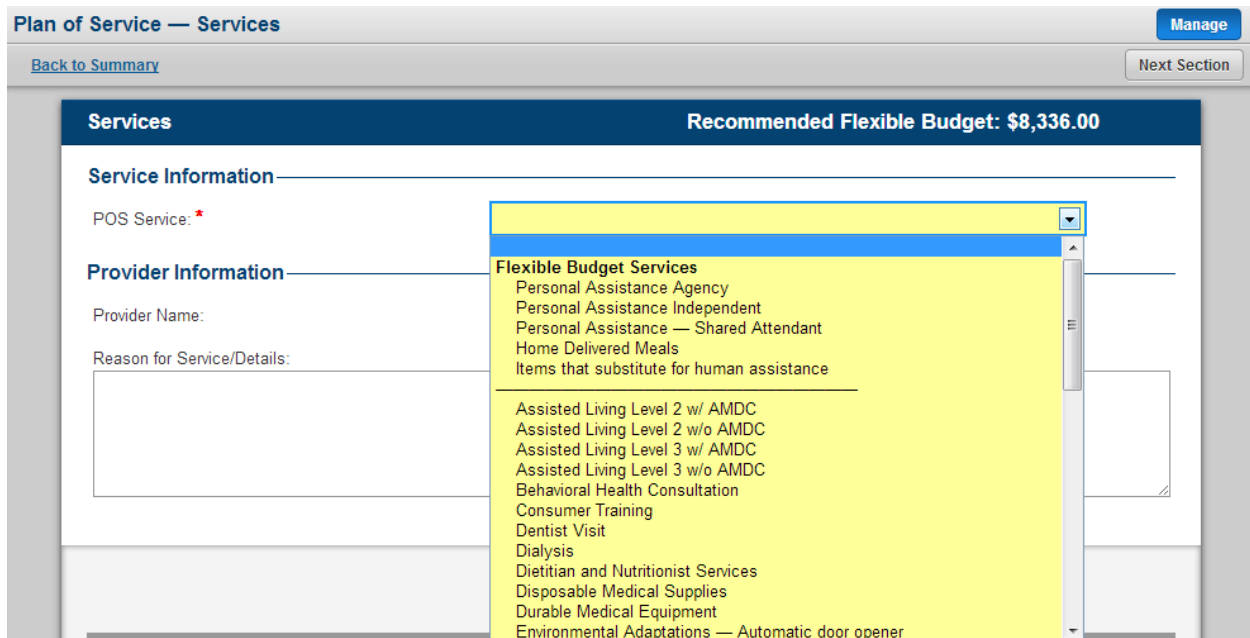 Plan of Service — Services
Manage
Back to Summary
Next Section
Services
Recommended Flexible Budget: $8,336.00
Service Information
POS Service: *
Provider Information
Provider Name:
Reason for Service/Details:
Flexible Budget Services
Personal Assistance Agency
Personal Assistance Independent
Personal Assistance — Shared Attendant
Home Delivered Meals
Items that substitute for human assistance
Assisted Living Level 2 w/ AMDC
Assisted Living Level 2 w/o AMDC
Assisted Living Level 3 w/ AMDC
Assisted Living Level 3 w/o AMDC
Behavioral Health Consultation
Consumer Training
Dentist Visit
Dialysis
Dietitian and Nutritionist Services
Disposable Medical Supplies
Durable Medical Equipment
Environmental Adaptations — Automatic door opener